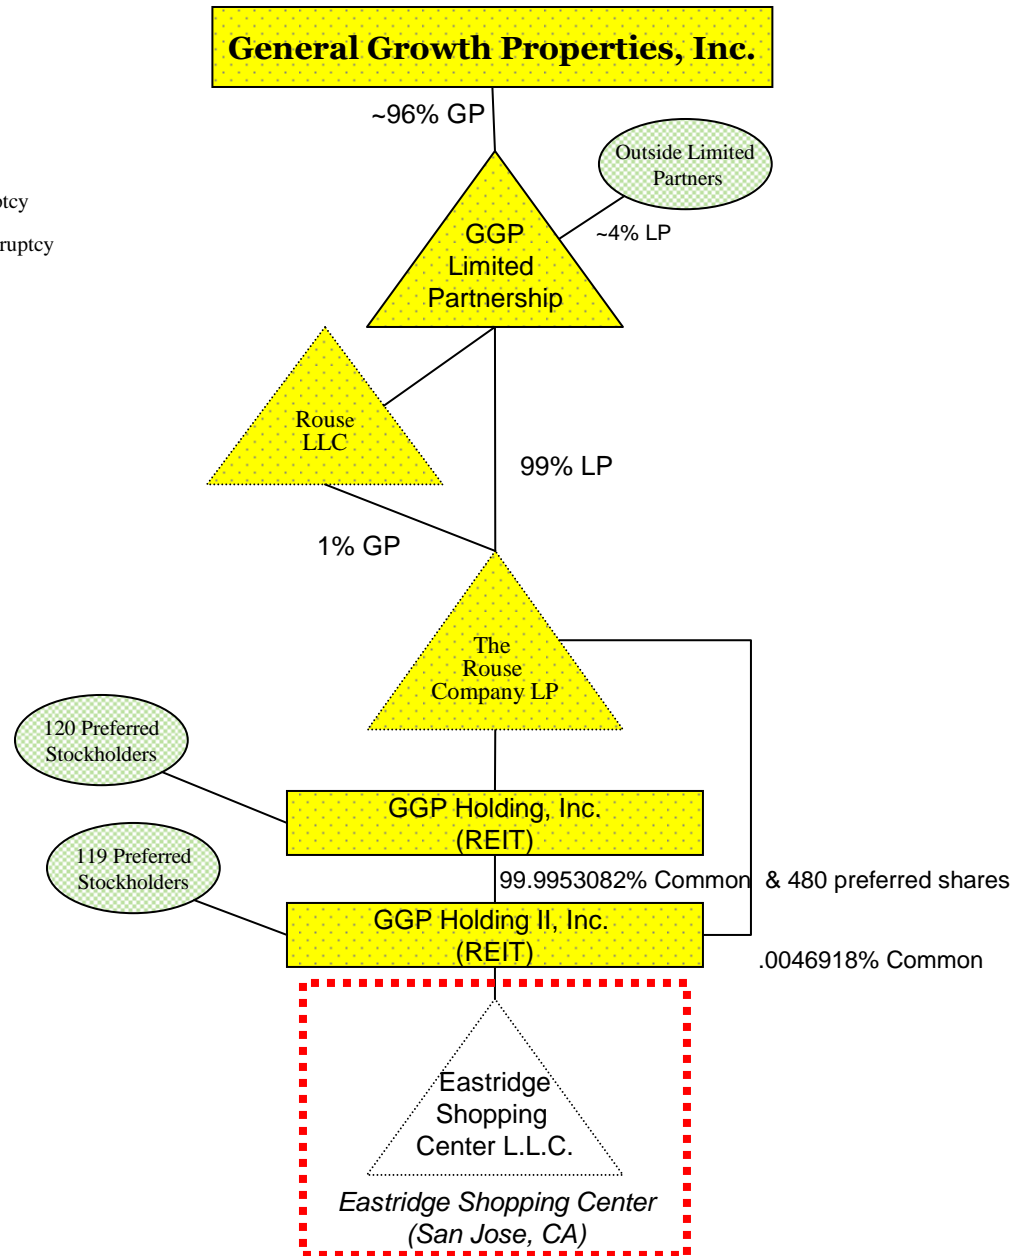 General Growth Properties, Inc.
~96% GP
Outside Limited
Partners
~4% LP
ptcy
ruptcy
GGP
Limited
Partnership
Rouse
LLC
99% LP
1% GP
The
Rouse
Company LP
120 Preferred
Stockholders
GGP Holding, Inc.
(REIT)
119 Preferred
Stockholders
99.9953082% Common & 480 preferred shares
GGP Holding II, Inc.
(REIT)
.0046918% Common
Eastridge
Shopping
Center L.L.C.
Eastridge Shopping Center
(San Jose, CA)